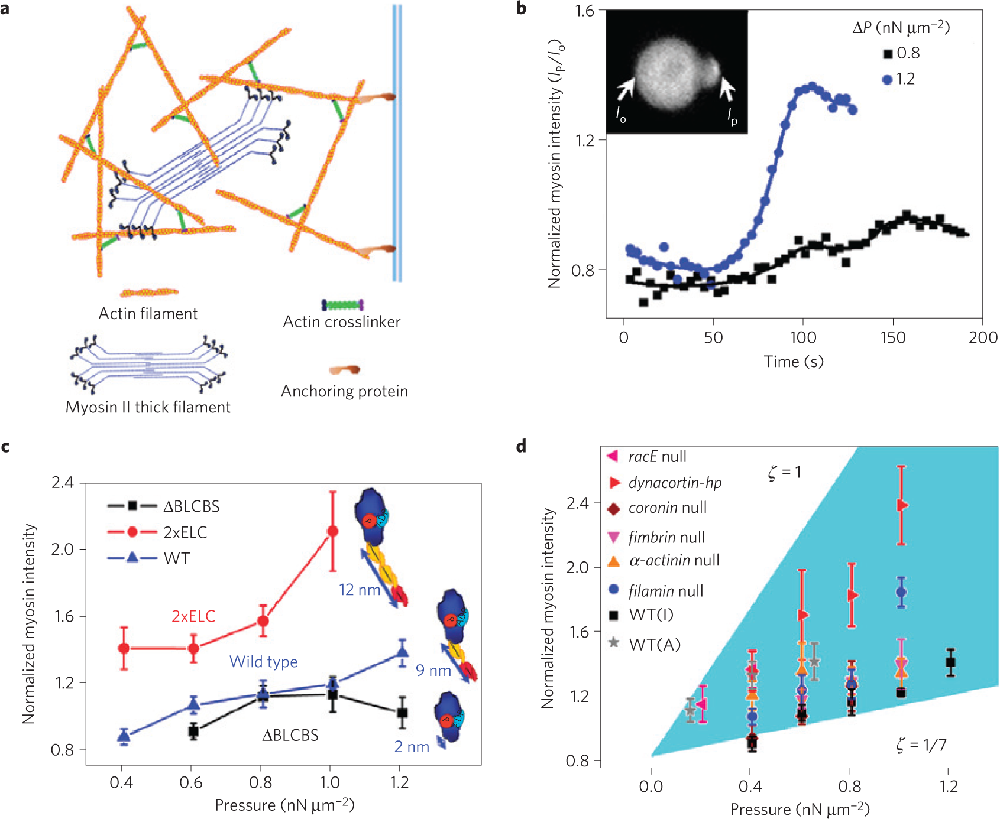 a
Actin filament
Actin crosslinker
Myosin II thick filament
Anchoring protein
b
Normalized myosin intensity (Ip/Io)
1.6
1.2
0.8
0
50
100
150
200
Time (s)
ΔP (nN μm−2)
0.8
1.2
Io
Ip
c
Normalized myosin intensity
2.4
2.0
1.6
1.2
0.8
0.4
0.6
0.8
1.0
1.2
Pressure (nN μm−2)
ΔBLCBS
2xELC
WT
2xELC
Wild type
ΔBLCBS
P
ADP
12 nm
P
ADP
9 nm
P
ADP
2 nm
d
Normalized myosin intensity
2.4
2.0
1.6
1.2
0.8
0.0
0.4
0.8
1.2
Pressure (nN μm−2)
racE null
dynacortin-hp
coronin null
fimbrin null
α-actinin null
filamin null
WT(I)
WT(A)
ζ = 1
ζ = 1/7